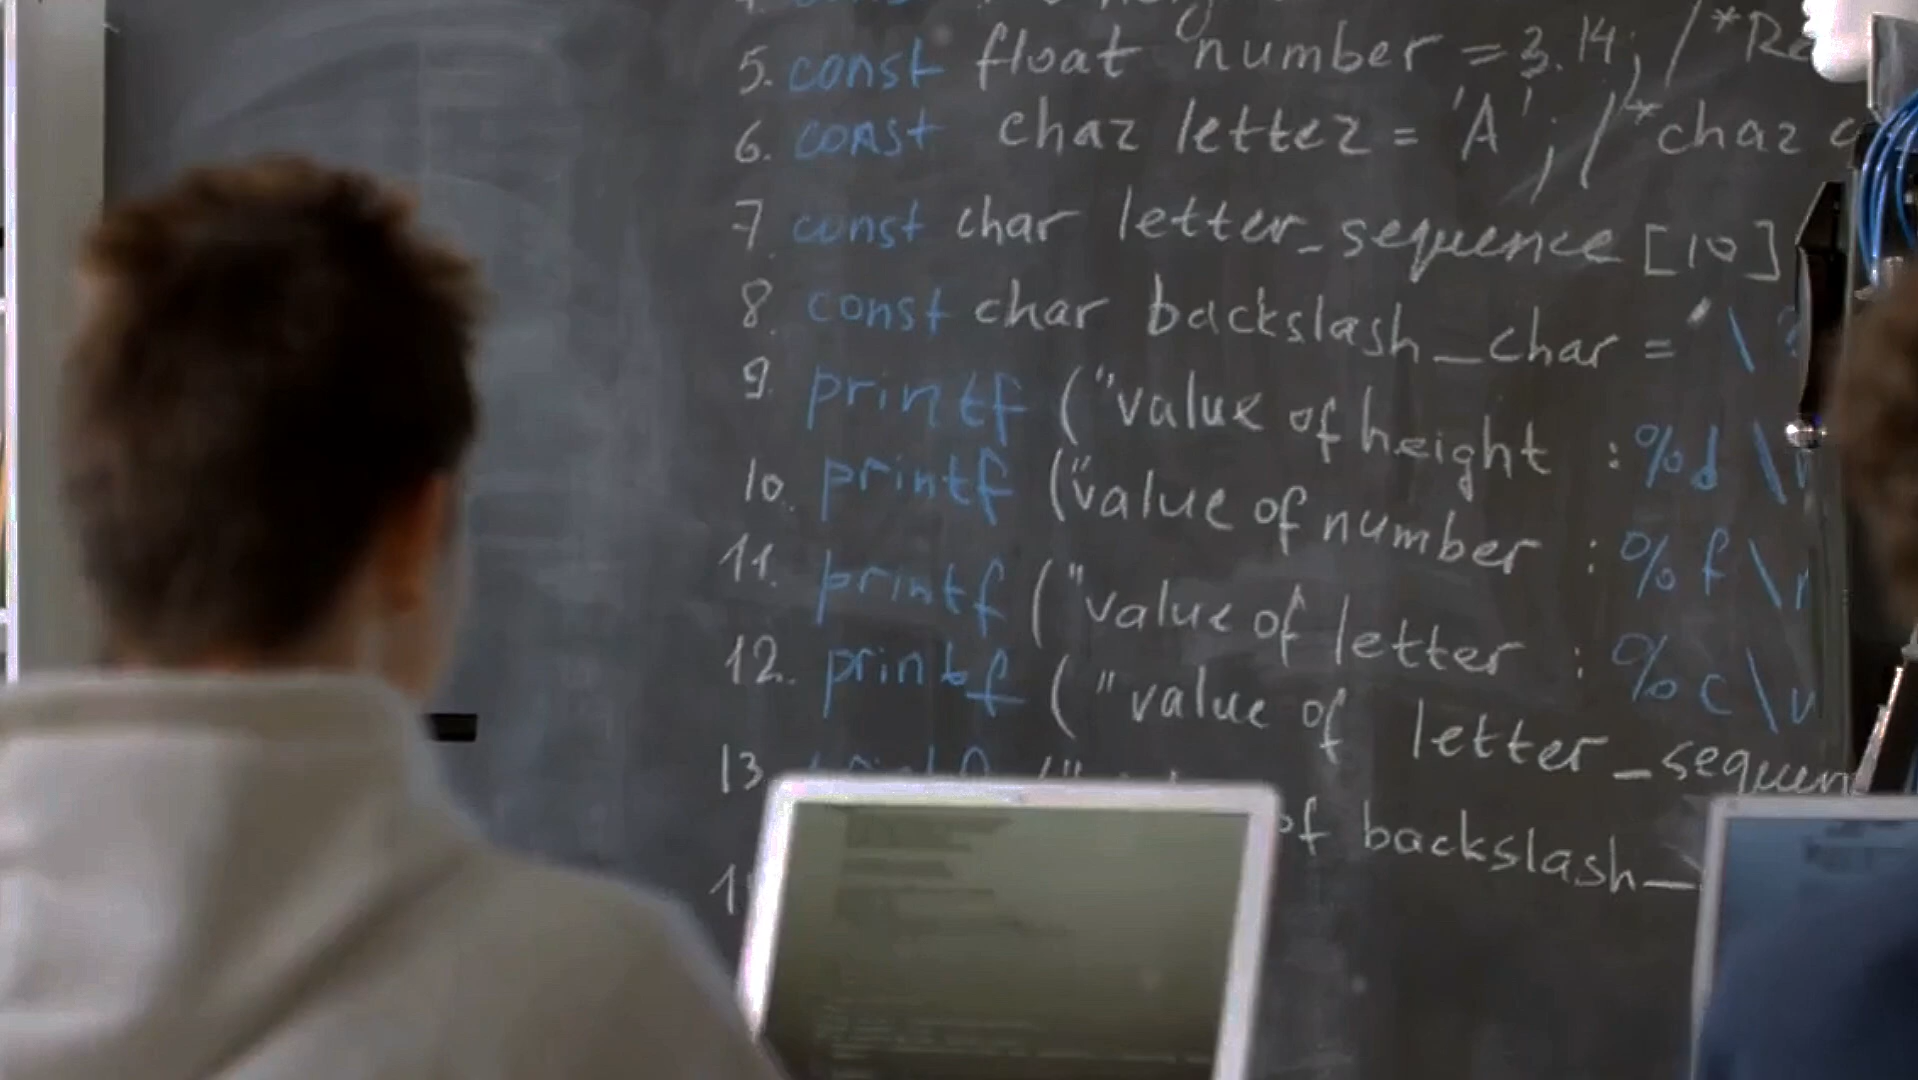 5. const float number = 3.14; /*Re
6. const char letter = 'A'; /*char
7. const char letter_sequence [10]
8. const char backslash_char = '\?
9. printf ("value of height : %d \n
10. printf ("value of number : %f \n
11. printf ("value of letter : %c \n
12. printf ("value of letter_sequen
13. printf ("
of backslash_